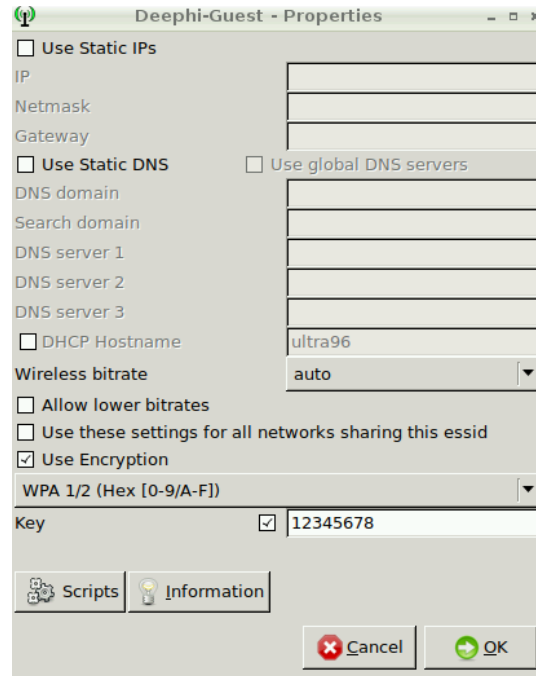 Deephi-Guest - Properties
Use Static IPs
IP
Netmask
Gateway
Use Static DNS Use global DNS servers
DNS domain
Search domain
DNS server 1
DNS server 2
DNS server 3
DHCP Hostname ultra96
Wireless bitrate auto
Allow lower bitrates
Use these settings for all networks sharing this essid
Use Encryption
WPA 1/2 (Hex [0-9/A-F])
Key 12345678
Scripts Information
Cancel OK